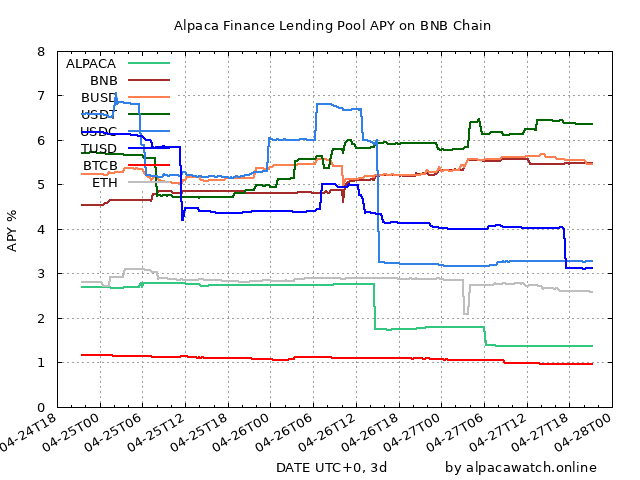 Alpaca Finance Lending Pool APY on BNB Chain
8
7
6
5
4
3
2
1
0
APY %
ALPACA
BNB
BUSD
USDT
USDC
TUSD
BTCB
ETH
04-24T18
04-25T00
04-25T06
04-25T12
04-25T18
04-26T00
04-26T06
04-26T12
04-26T18
04-27T00
04-27T06
04-27T12
04-27T18
04-28T00
DATE UTC+0, 3d
by alpacawatch.online